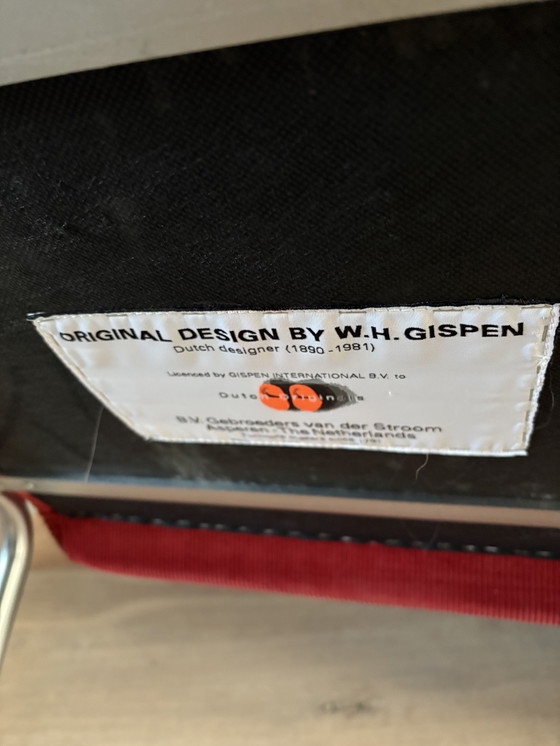 ORIGINAL DESIGN BY W.H. GISPEN
Dutch designer (1890-1981)
Licenced by GISPEN INTERNATIONAL B.V. to
Dutch Originals
B.V. Gebroeders van der Stroom
Asperen - The Netherlands